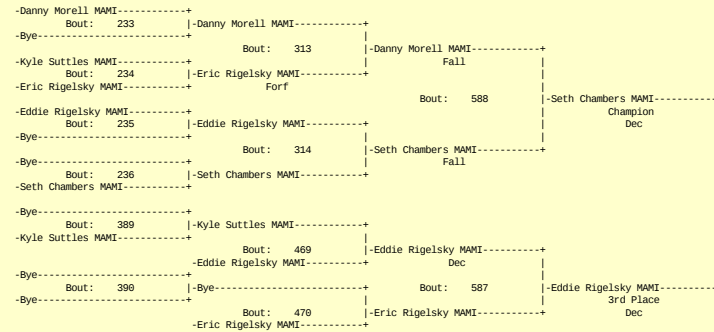 -Danny Morell MAMI-----------+
Bout: 233 |-Danny Morell MAMI-----------+
-Bye-------------------------+ |
Bout: 313 |-Danny Morell MAMI-----------+
-Kyle Suttles MAMI-----------+ | Fall |
Bout: 234 |-Eric Rigelsky MAMI----------+ |
-Eric Rigelsky MAMI----------+ Forf |
Bout: 588 |-Seth Chambers MAMI----------
-Eddie Rigelsky MAMI---------+ | Champion
Bout: 235 |-Eddie Rigelsky MAMI---------+ | Dec
-Bye-------------------------+ | |
Bout: 314 |-Seth Chambers MAMI----------+
-Bye-------------------------+ | Fall
Bout: 236 |-Seth Chambers MAMI----------+
-Seth Chambers MAMI----------+
-Bye-------------------------+
Bout: 389 |-Kyle Suttles MAMI-----------+
-Kyle Suttles MAMI-----------+ |
Bout: 469 |-Eddie Rigelsky MAMI---------+
-Eddie Rigelsky MAMI---------+ Dec |
-Bye-------------------------+ |
Bout: 390 |-Bye-------------------------+ Bout: 587 |-Eddie Rigelsky MAMI---------
-Bye-------------------------+ | | 3rd Place
Bout: 470 |-Eric Rigelsky MAMI----------+ Dec
-Eric Rigelsky MAMI----------+